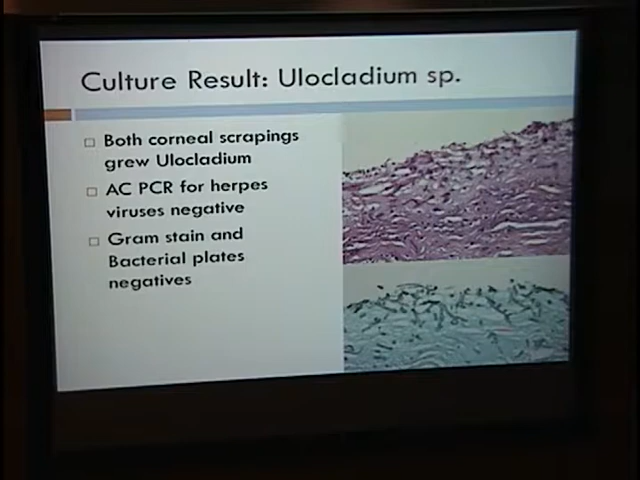 Culture Result: Ulocladium sp.
Both corneal scrapings
grew Ulocladium
AC PCR for herpes
viruses negative
Gram stain and
Bacterial plates
negatives